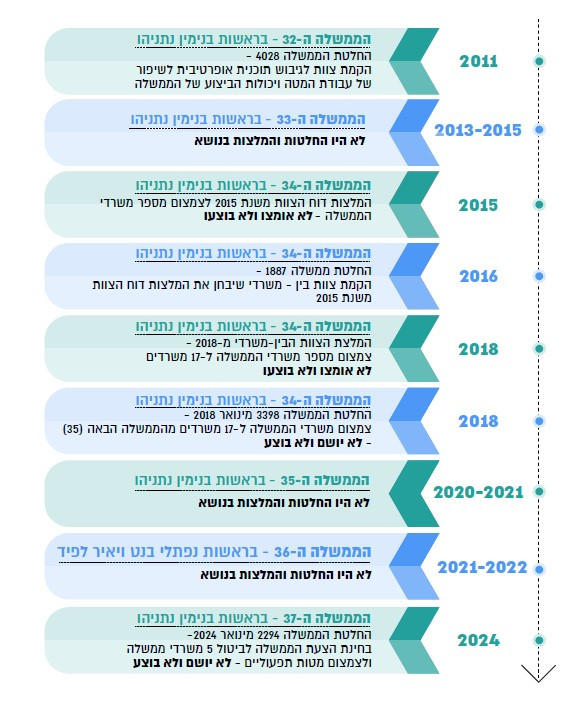 2011
הממשלה ה-32 - בראשות בנימין נתניהו
החלטת הממשלה 4028 -
הקמת צוות לגיבוש תוכנית אופרטיבית לשיפור
של עבודת המטה ויכולות הביצוע של הממשלה
2013-2015
הממשלה ה-33 - בראשות בנימין נתניהו
לא היו החלטות והמלצות בנושא
2015
הממשלה ה-34 - בראשות בנימין נתניהו
המלצות דוח הצוות משנת 2015 לצמצום מספר משרדי
הממשלה - לא אומצו ולא בוצעו
2016
הממשלה ה-34 - בראשות בנימין נתניהו
החלטת ממשלה 1887 -
הקמת צוות בין - משרדי שיבחן את המלצות דוח הצוות
משנת 2015
2018
הממשלה ה-34 - בראשות בנימין נתניהו
המלצת הצוות הבין-משרדי מ-2018 -
צמצום מספר משרדי הממשלה ל-17 משרדים
לא אומצו ולא בוצעו
2018
הממשלה ה-34 - בראשות בנימין נתניהו
החלטת הממשלה 3398 מינואר 2018 -
צמצום משרדי הממשלה ל-17 משרדים מהממשלה הבאה (35)
- לא יושם ולא בוצע
2020-2021
הממשלה ה-35 - בראשות בנימין נתניהו
לא היו החלטות והמלצות בנושא
2021-2022
הממשלה ה-36 - בראשות נפתלי בנט ויאיר לפיד
לא היו החלטות והמלצות בנושא
2024
הממשלה ה-37 - בראשות בנימין נתניהו
החלטת הממשלה 2294 מינואר 2024-
בחינת הצעת הממשלה לביטול 5 משרדי ממשלה
ולצמצום מטות תפעוליים - לא יושם ולא בוצע